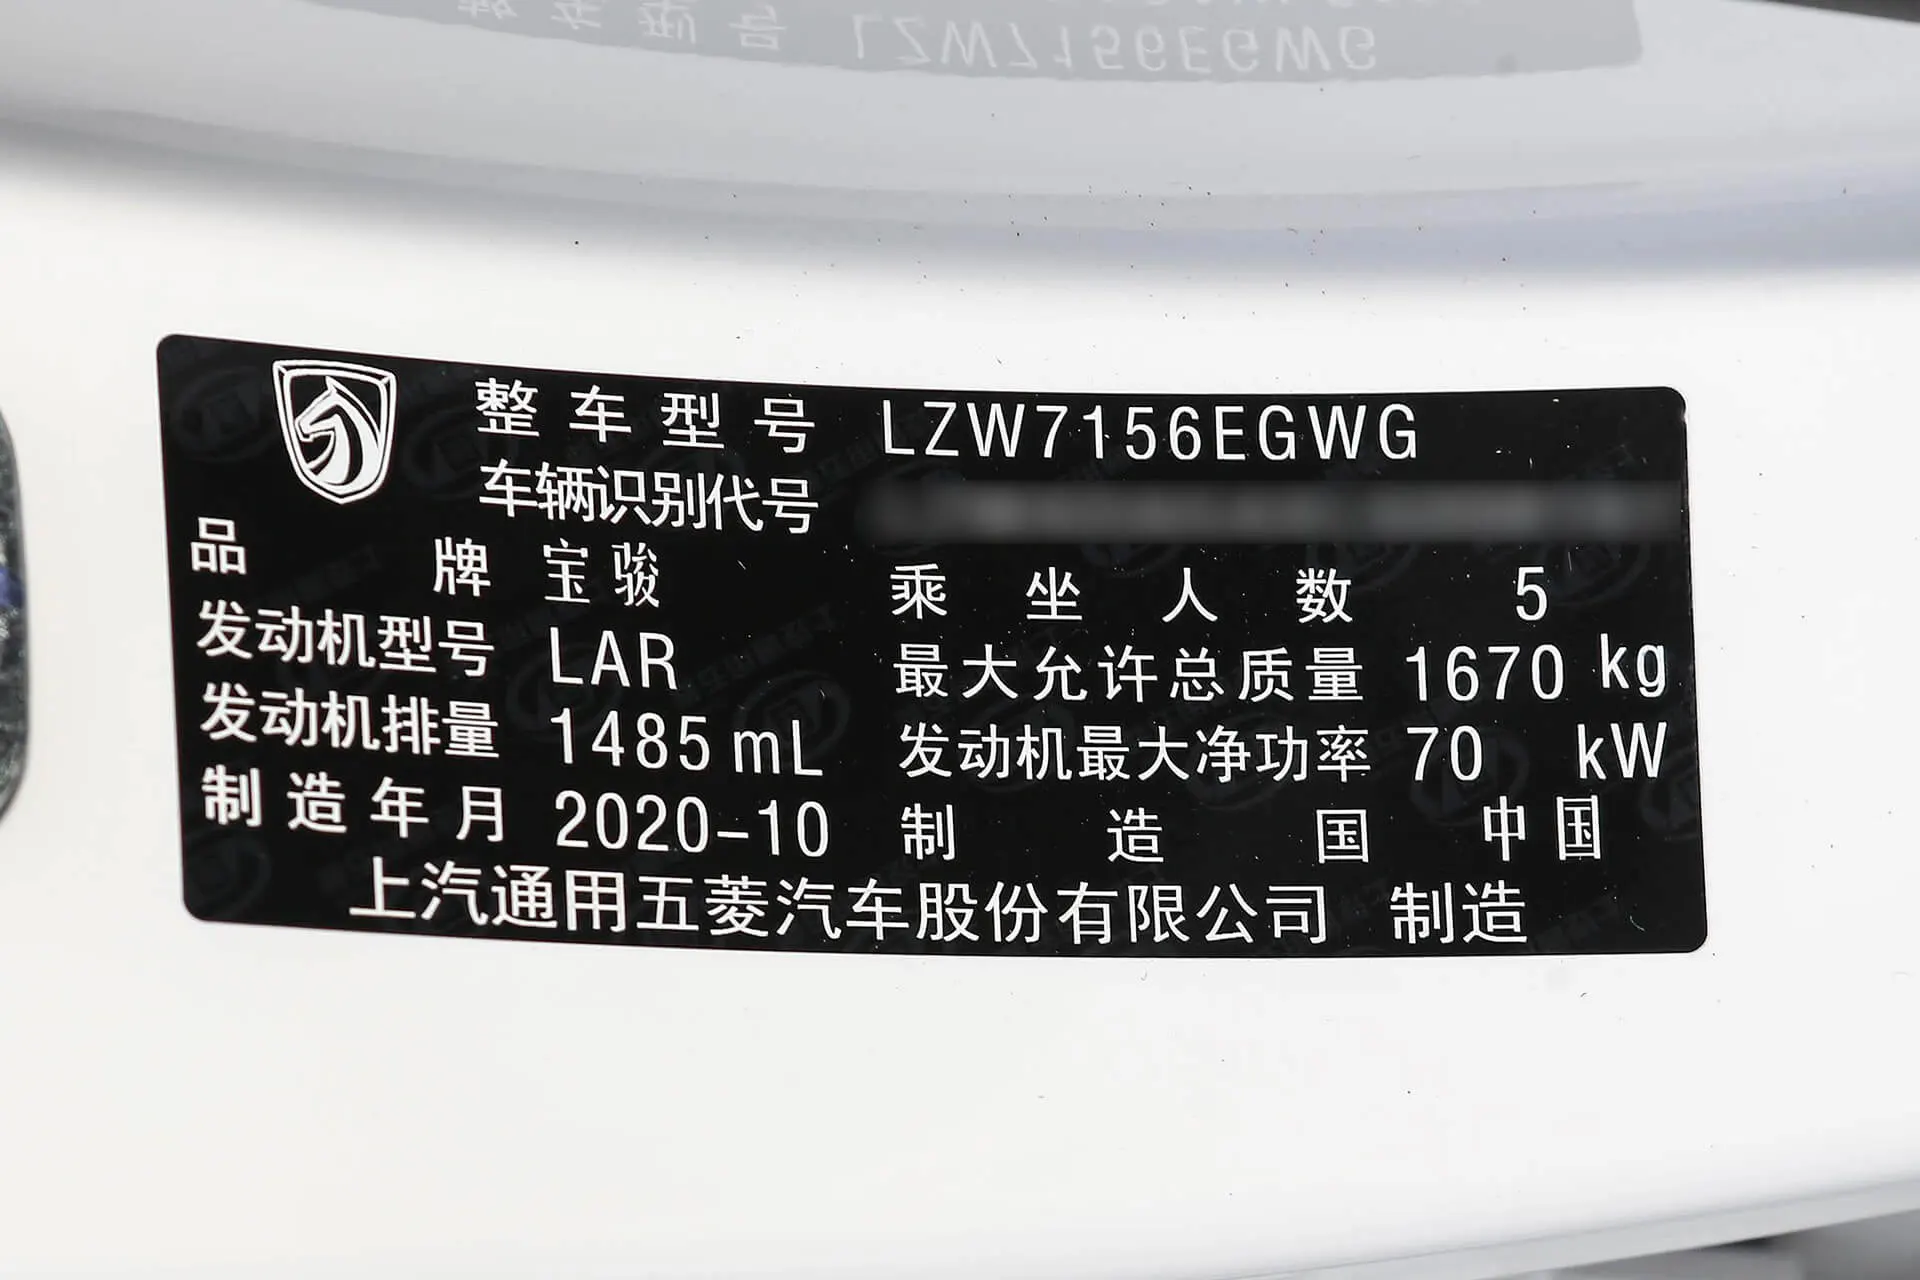 整车型号 LZW7156EGWG
车辆识别代号
品牌 宝骏 乘坐人数 5
发动机型号 LAR 最大允许总质量 1670 kg
发动机排量 1485 mL 发动机最大净功率 70 kW
制造年月 2020-10 制造国 中国
上汽通用五菱汽车股份有限公司 制造